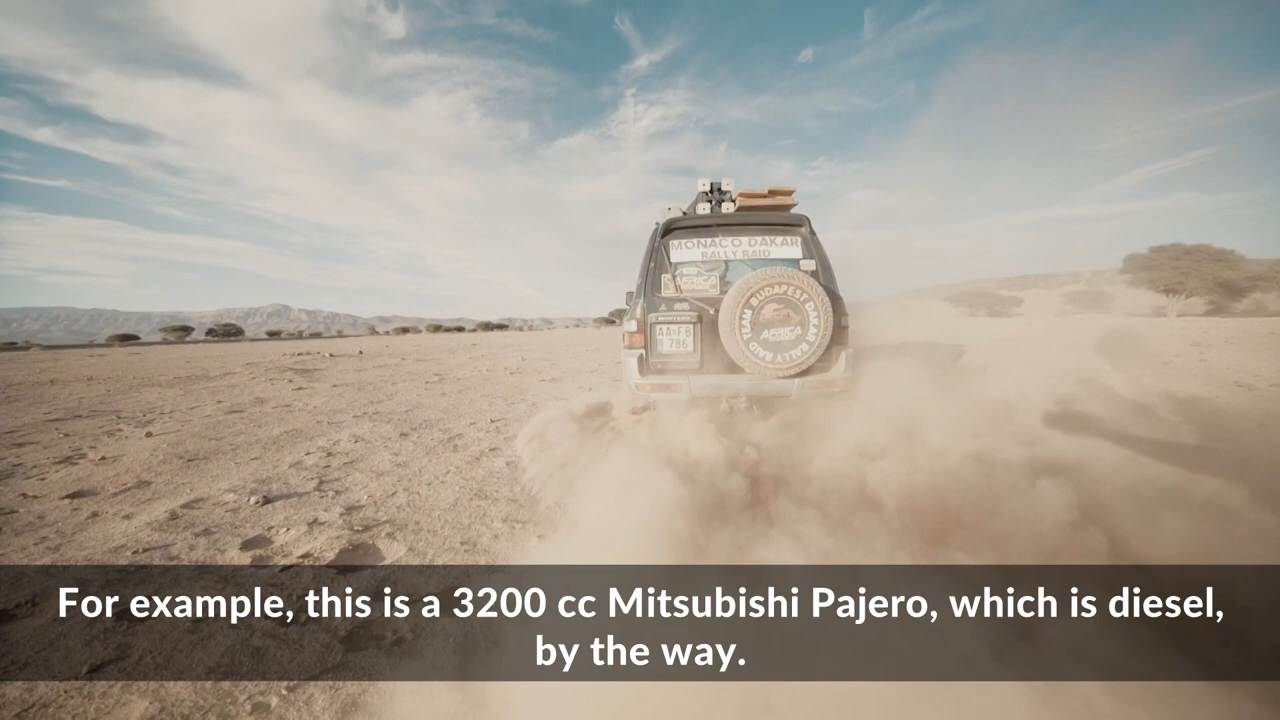 MONACO DAKAR
RALLY RAID
AFRICA
BUDAPEST DAKAR RALLY RAID TEAM
AFRICA
AA FB
786
For example, this is a 3200 cc Mitsubishi Pajero, which is diesel,
by the way.